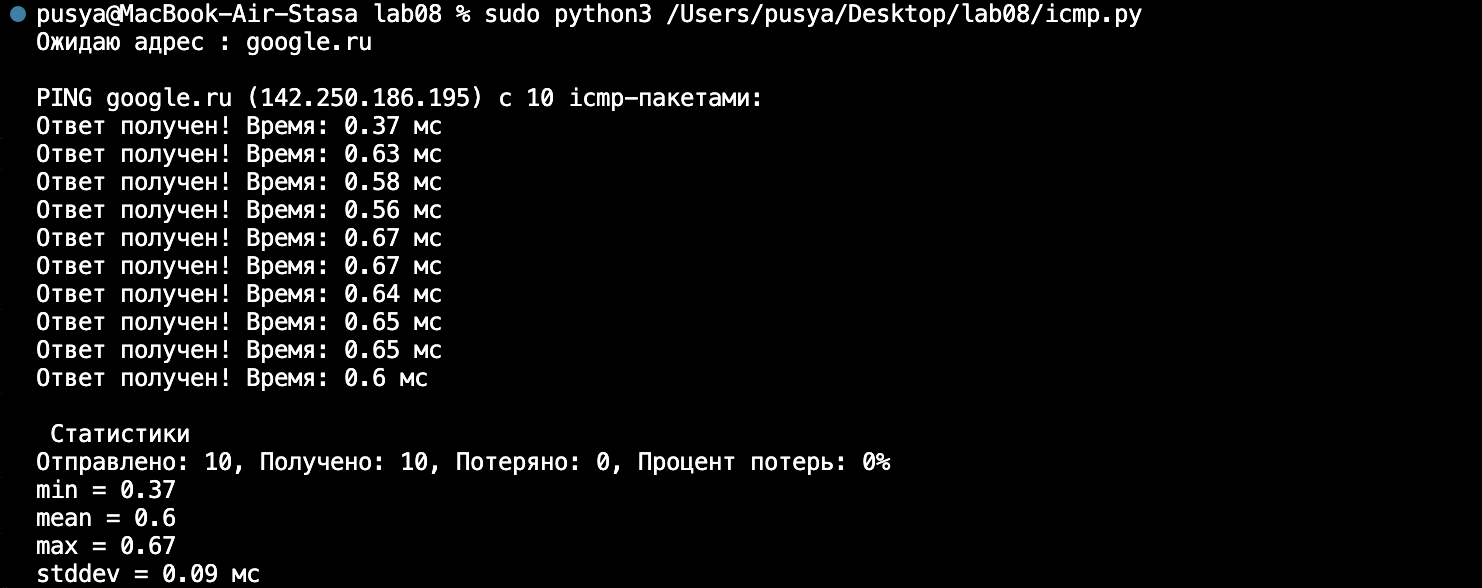 pusya@MacBook-Air-Stasa lab08 % sudo python3 /Users/pusya/Desktop/lab08/icmp.py
Ожидаю адрес : google.ru
PING google.ru (142.250.186.195) с 10 icmp-пакетами:
Ответ получен! Время: 0.37 мс
Ответ получен! Время: 0.63 мс
Ответ получен! Время: 0.58 мс
Ответ получен! Время: 0.56 мс
Ответ получен! Время: 0.67 мс
Ответ получен! Время: 0.67 мс
Ответ получен! Время: 0.64 мс
Ответ получен! Время: 0.65 мс
Ответ получен! Время: 0.65 мс
Ответ получен! Время: 0.6 мс
Статистики
Отправлено: 10, Получено: 10, Потеряно: 0, Процент потерь: 0%
min = 0.37
mean = 0.6
max = 0.67
stddev = 0.09 мс